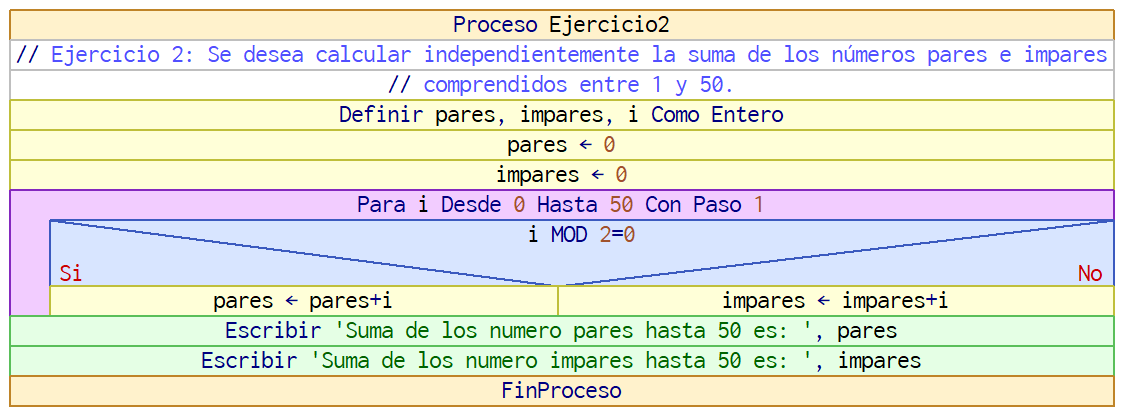 Proceso Ejercicio2
// Ejercicio 2: Se desea calcular independientemente la suma de los números pares e impares
// comprendidos entre 1 y 50.
Definir pares, impares, i Como Entero
pares ← 0
impares ← 0
Para i Desde 0 Hasta 50 Con Paso 1
i MOD 2=0
Si No
pares ← pares+i impares ← impares+i
Escribir 'Suma de los numero pares hasta 50 es: ', pares
Escribir 'Suma de los numero impares hasta 50 es: ', impares
FinProceso